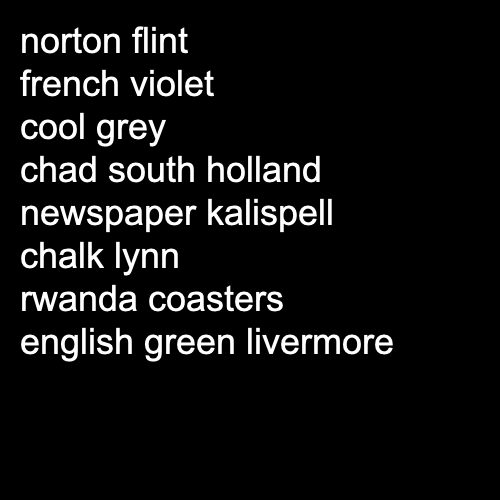 norton flint
french violet
cool grey
chad south holland
newspaper kalispell
chalk lynn
rwanda coasters
english green livermore